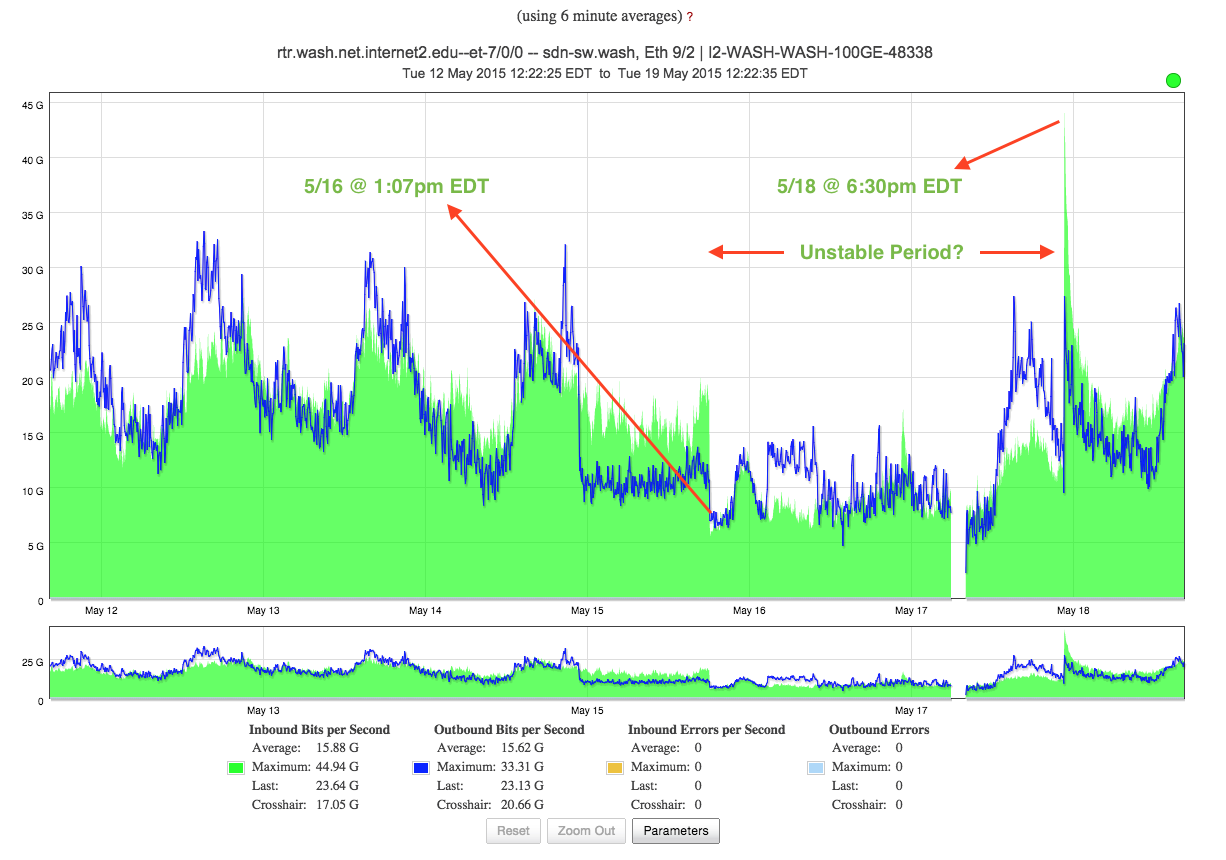 (using 6 minute averages) ?
rtr.wash.net.internet2.edu--et-7/0/0 -- sdn-sw.wash, Eth 9/2 | I2-WASH-WASH-100GE-48338
Tue 12 May 2015 12:22:25 EDT to Tue 19 May 2015 12:22:35 EDT
45 G
40 G
35 G
30 G
25 G
20 G
15 G
10 G
5 G
0
5/16 @ 1:07pm EDT
5/18 @ 6:30pm EDT
Unstable Period?
May 12 May 13 May 14 May 15 May 16 May 17 May 18
25 G
0
May 13 May 15 May 17
Inbound Bits per Second Outbound Bits per Second Inbound Errors per Second Outbound Errors
Average: 15.88 G Average: 15.62 G Average: 0 Average: 0
Maximum: 44.94 G Maximum: 33.31 G Maximum: 0 Maximum: 0
Last: 23.64 G Last: 23.13 G Last: 0 Last: 0
Crosshair: 17.05 G Crosshair: 20.66 G Crosshair: 0 Crosshair: 0
Reset Zoom Out Parameters